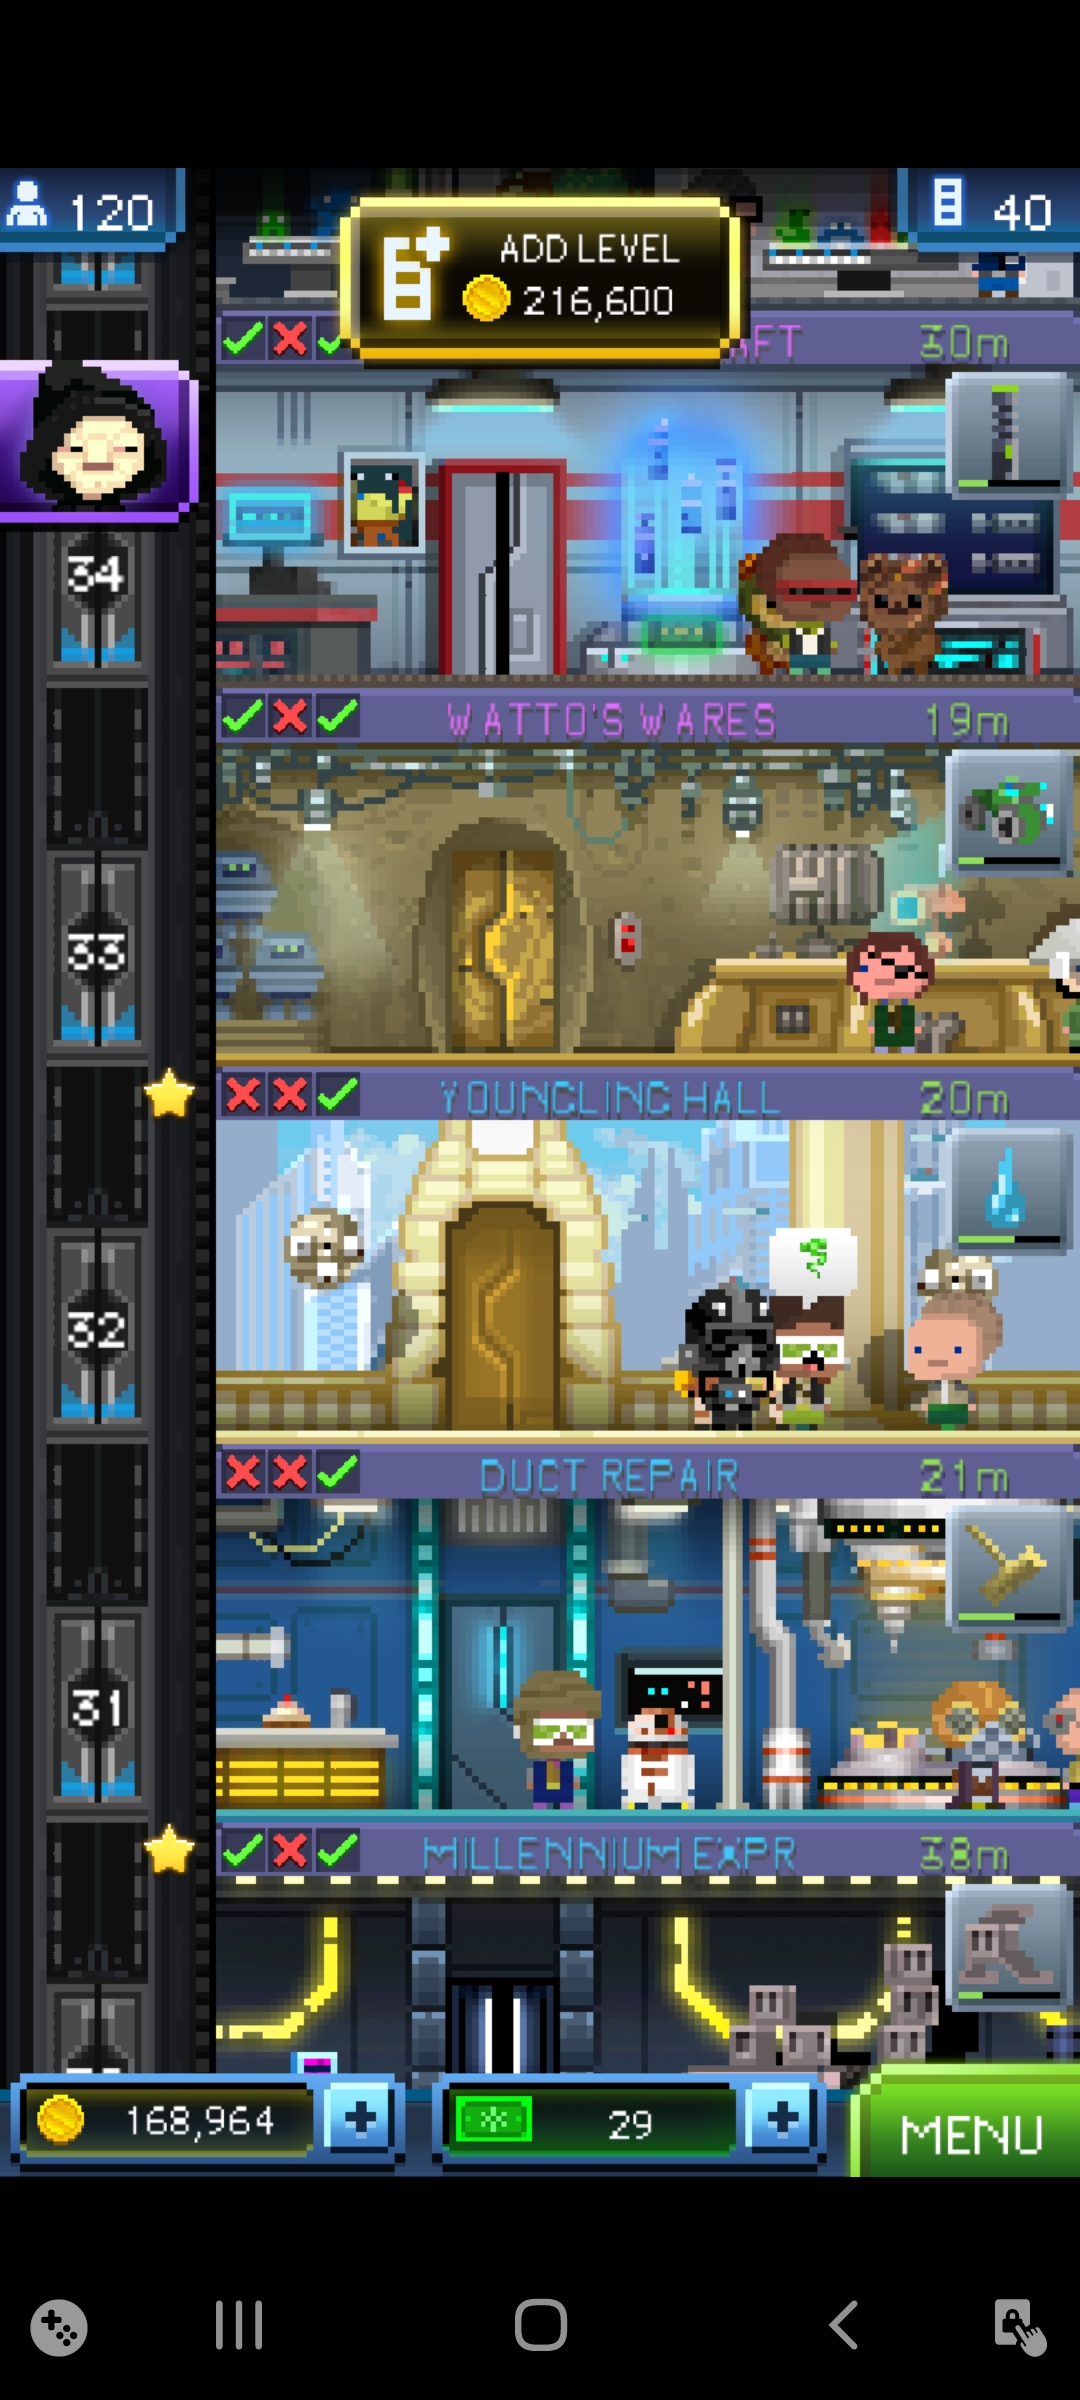 120
ADD LEVEL
216,600
40
30m
34
WATTO'S WARES
19m
33
YOUNGLING HALL
20m
32
DUCT REPAIR
21m
31
MILLENNIUM EXPR
38m
168,964
29
MENU